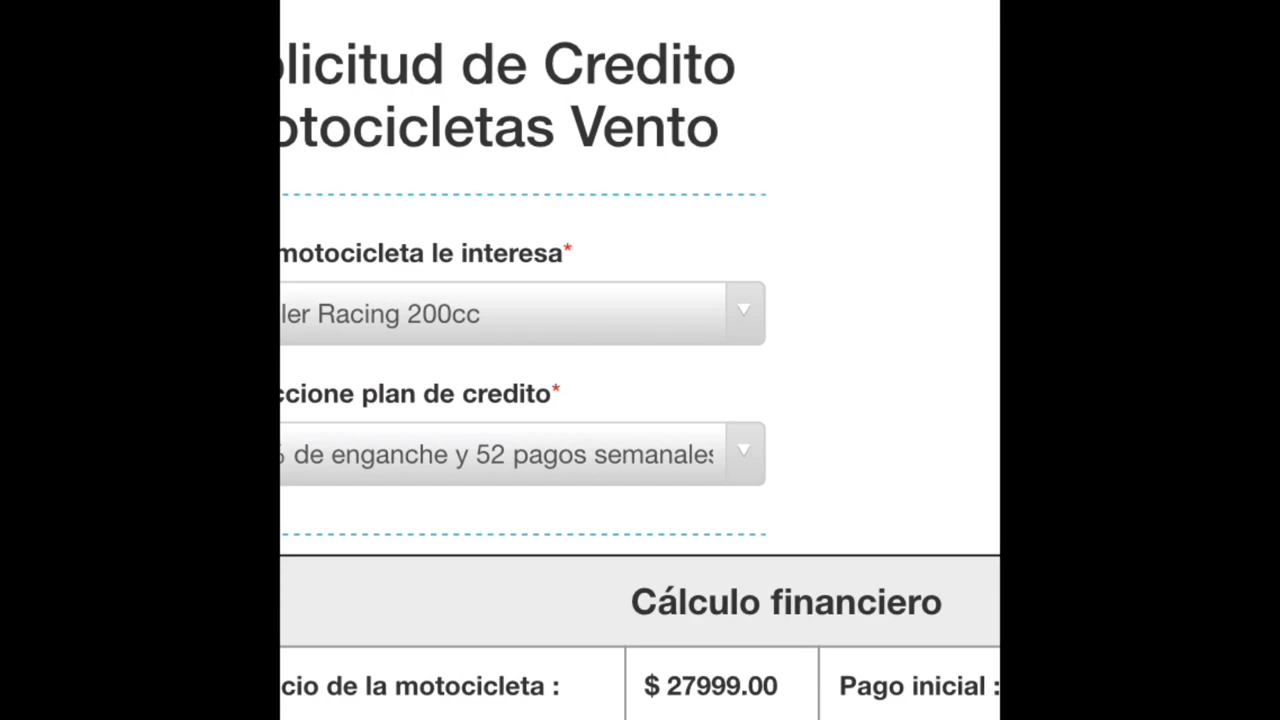 licitud de Credito
otocicletas Vento
motocicleta le interesa*
ler Racing 200cc
ccione plan de credito*
% de enganche y 52 pagos semanales
Cálculo financiero
cio de la motocicleta : $ 27999.00 Pago inicial :